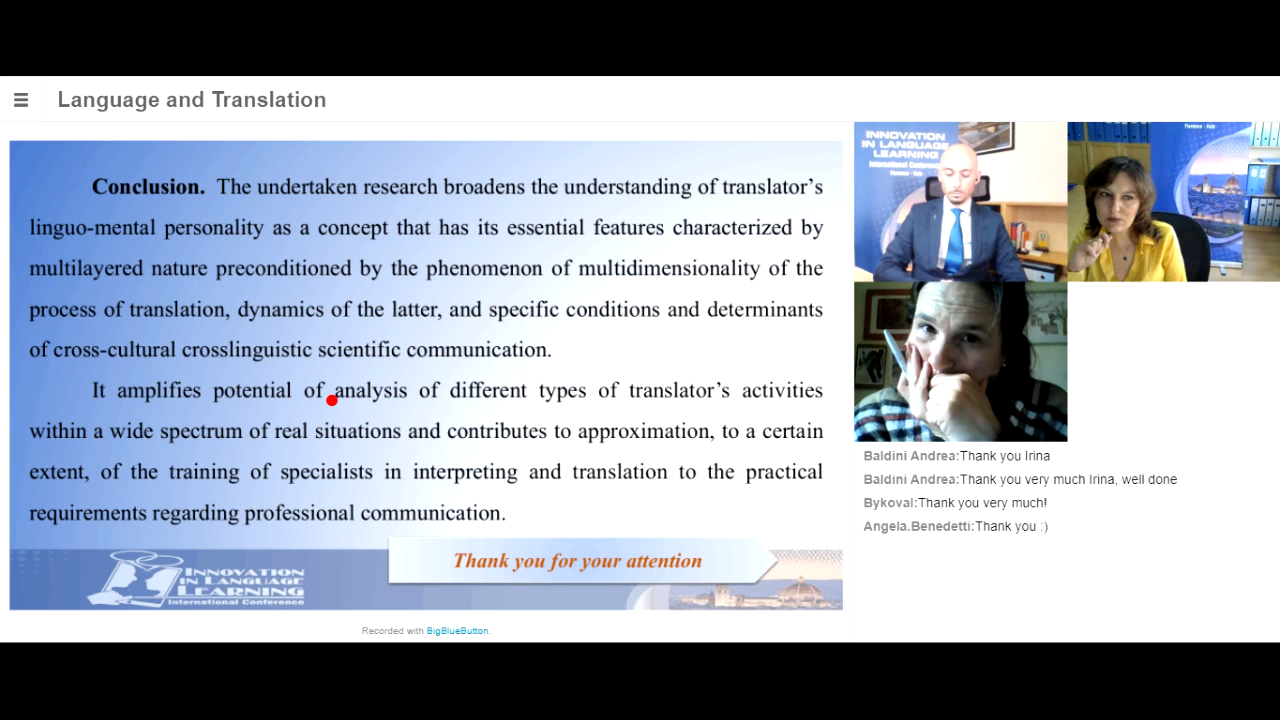 Language and Translation
Conclusion. The undertaken research broadens the understanding of translator's
linguo-mental personality as a concept that has its essential features characterized by
multilayered nature preconditioned by the phenomenon of multidimensionality of the
process of translation, dynamics of the latter, and specific conditions and determinants
of cross-cultural crosslinguistic scientific communication.
It amplifies potential of analysis of different types of translator's activities
within a wide spectrum of real situations and contributes to approximation, to a certain
extent, of the training of specialists in interpreting and translation to the practical
requirements regarding professional communication.
Thank you for your attention
INNOVATION
IN LANGUAGE
LEARNING
International Conference
Recorded with BigBlueButton.
INNOVATION
IN LANGUAGE
LEARNING
International Conference
Florence - Italy
Florence - Italy
Baldini Andrea:Thank you Irina
Baldini Andrea:Thank you very much Irina, well done
Bykoval:Thank you very much!
Angela.Benedetti:Thank you :)